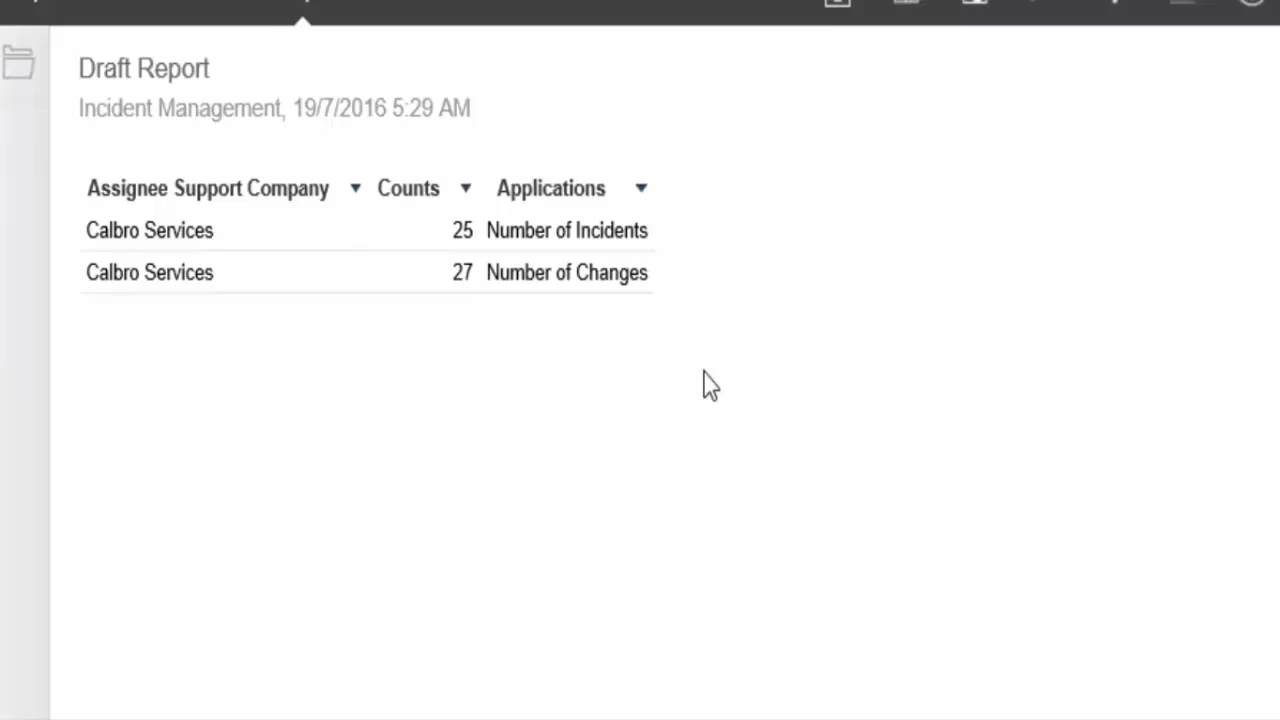 Draft Report
Incident Management, 19/7/2016 5:29 AM
Assignee Support Company Counts Applications
Calbro Services 25 Number of Incidents
Calbro Services 27 Number of Changes